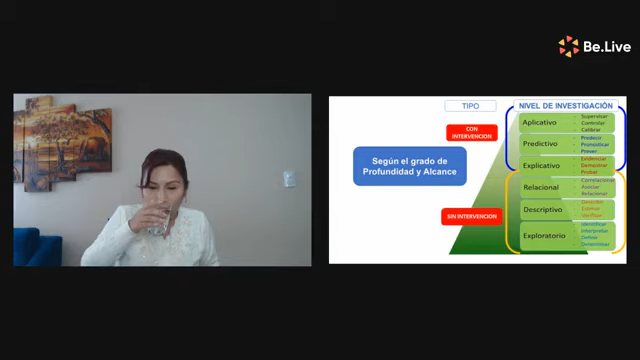 Be.Live
TIPO
NIVEL DE INVESTIGACIÓN
CON
INTERVENCION
Según el grado de
Profundidad y Alcance
SIN INTERVENCION
Aplicativo
- Supervisar
- Controlar
- Calibrar
Predictivo
- Predecir
- Pronosticar
- Prever
Explicativo
- Evidenciar
- Demostrar
- Probar
Relacional
- Correlacionar
- Asociar
- Relacionar
Descriptivo
- Describir
- Estimar
- Verificar
Exploratorio
- Identificar
- Interpretar
- Definir
- Determinar